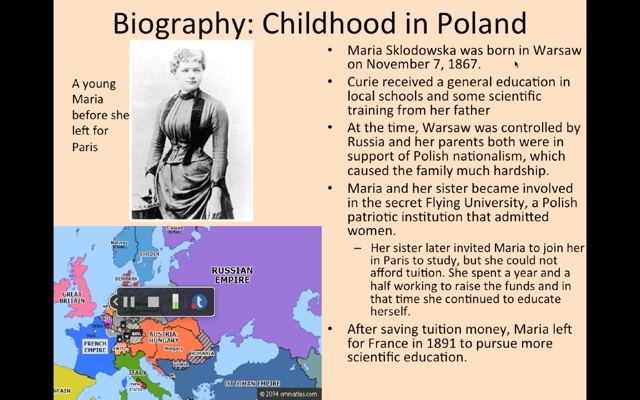 Biography: Childhood in Poland
A young
Maria
before she
left for
Paris
• Maria Sklodowska was born in Warsaw
on November 7, 1867.
• Curie received a general education in
local schools and some scientific
training from her father
• At the time, Warsaw was controlled by
Russia and her parents both were in
support of Polish nationalism, which
caused the family much hardship.
• Maria and her sister became involved
in the secret Flying University, a Polish
patriotic institution that admitted
women.
– Her sister later invited Maria to join her
in Paris to study, but she could not
afford tuition. She spent a year and a
half working to raise the funds and in
that time she continued to educate
herself.
• After saving tuition money, Maria left
for France in 1891 to pursue more
scientific education.
Norway
SWEDEN
DENMARK
RUSSIAN
EMPIRE
GREAT
BRITAIN
AUSTRIA
HUNGARY
Hungary
FRENCH
EMPIRE
ROMANIA
ITALY
SPAIN
OTTOMAN EMPIRE
© 2014 omniatlas.com